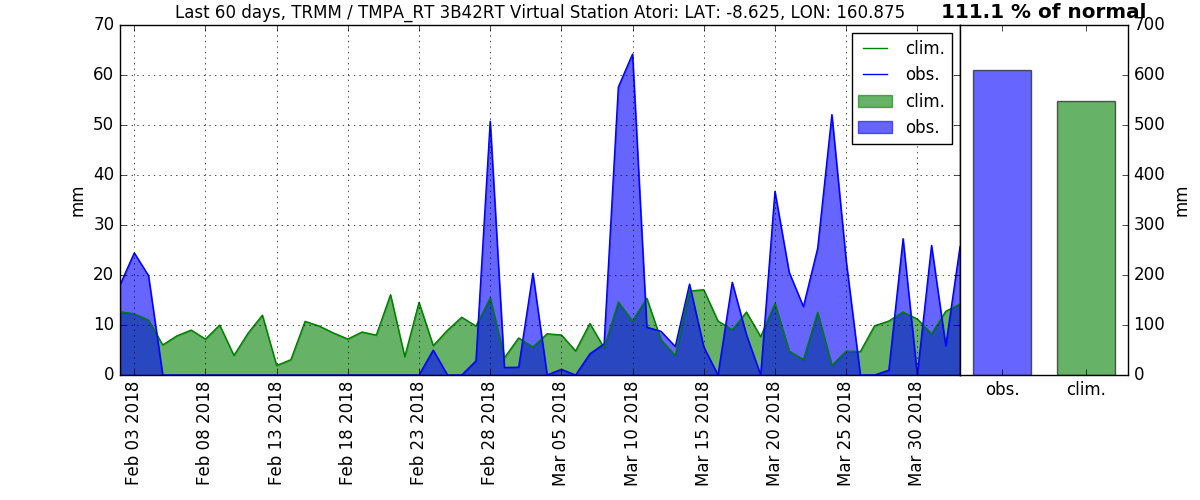 Last 60 days, TRMM / TMPA_RT 3B42RT Virtual Station Atori: LAT: -8.625, LON: 160.875
111.1 % of normal
70
60
50
40
30
20
10
0
mm
clim.
obs.
clim.
obs.
700
600
500
400
300
200
100
0
mm
Feb 03 2018
Feb 08 2018
Feb 13 2018
Feb 18 2018
Feb 23 2018
Feb 28 2018
Mar 05 2018
Mar 10 2018
Mar 15 2018
Mar 20 2018
Mar 25 2018
Mar 30 2018
obs.
clim.